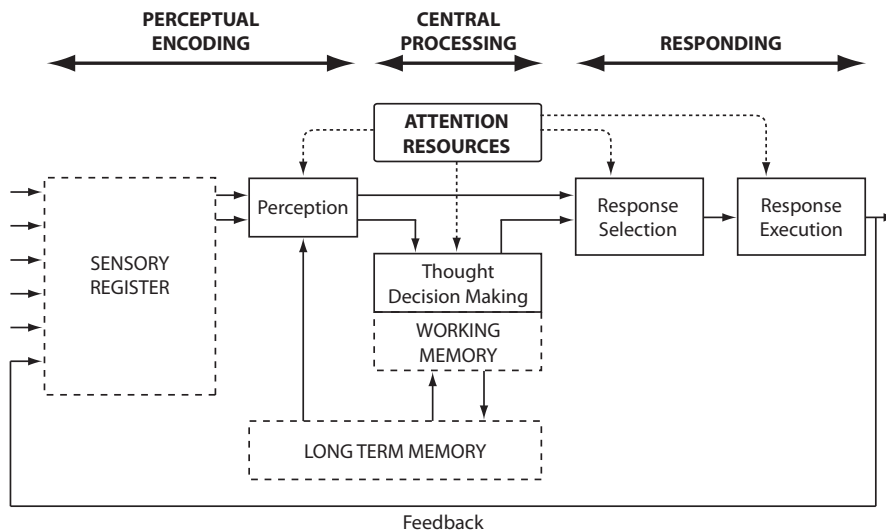 PERCEPTUAL
ENCODING
CENTRAL
PROCESSING
RESPONDING
ATTENTION
RESOURCES
Perception
Response
Selection
Response
Execution
SENSORY
REGISTER
Thought
Decision Making
WORKING
MEMORY
LONG TERM MEMORY
Feedback